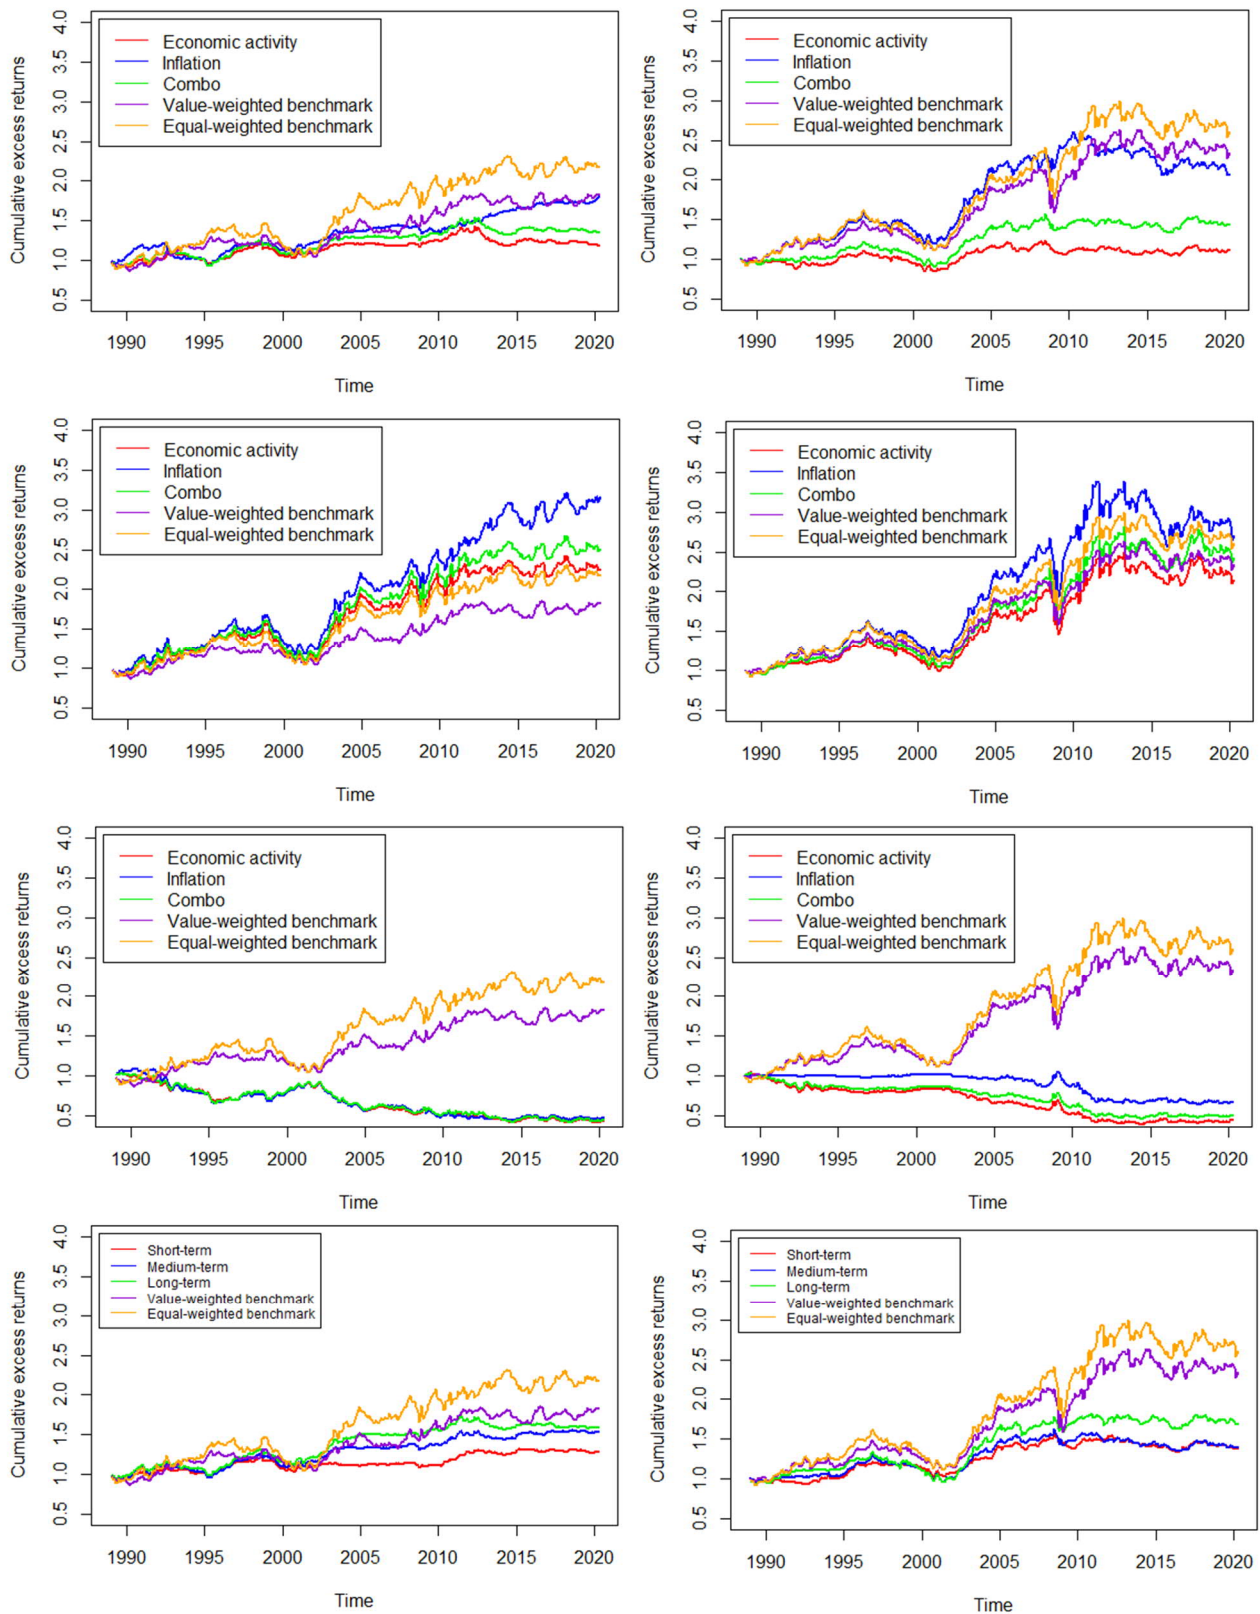 Cumulative excess returns
4.0
3.5
3.0
2.5
2.0
1.5
1.0
0.5
Economic activity
Inflation
Combo
Value-weighted benchmark
Equal-weighted benchmark
1990 1995 2000 2005 2010 2015 2020
Time
Cumulative excess returns
4.0
3.5
3.0
2.5
2.0
1.5
1.0
0.5
Economic activity
Inflation
Combo
Value-weighted benchmark
Equal-weighted benchmark
1990 1995 2000 2005 2010 2015 2020
Time
Cumulative excess returns
4.0
3.5
3.0
2.5
2.0
1.5
1.0
0.5
Economic activity
Inflation
Combo
Value-weighted benchmark
Equal-weighted benchmark
1990 1995 2000 2005 2010 2015 2020
Time
Cumulative excess returns
4.0
3.5
3.0
2.5
2.0
1.5
1.0
0.5
Economic activity
Inflation
Combo
Value-weighted benchmark
Equal-weighted benchmark
1990 1995 2000 2005 2010 2015 2020
Time
Cumulative excess returns
4.0
3.5
3.0
2.5
2.0
1.5
1.0
0.5
Economic activity
Inflation
Combo
Value-weighted benchmark
Equal-weighted benchmark
1990 1995 2000 2005 2010 2015 2020
Time
Cumulative excess returns
4.0
3.5
3.0
2.5
2.0
1.5
1.0
0.5
Economic activity
Inflation
Combo
Value-weighted benchmark
Equal-weighted benchmark
1990 1995 2000 2005 2010 2015 2020
Time
Cumulative excess returns
4.0
3.5
3.0
2.5
2.0
1.5
1.0
0.5
Short-term
Medium-term
Long-term
Value-weighted benchmark
Equal-weighted benchmark
1990 1995 2000 2005 2010 2015 2020
Time
Cumulative excess returns
4.0
3.5
3.0
2.5
2.0
1.5
1.0
0.5
Short-term
Medium-term
Long-term
Value-weighted benchmark
Equal-weighted benchmark
1990 1995 2000 2005 2010 2015 2020
Time